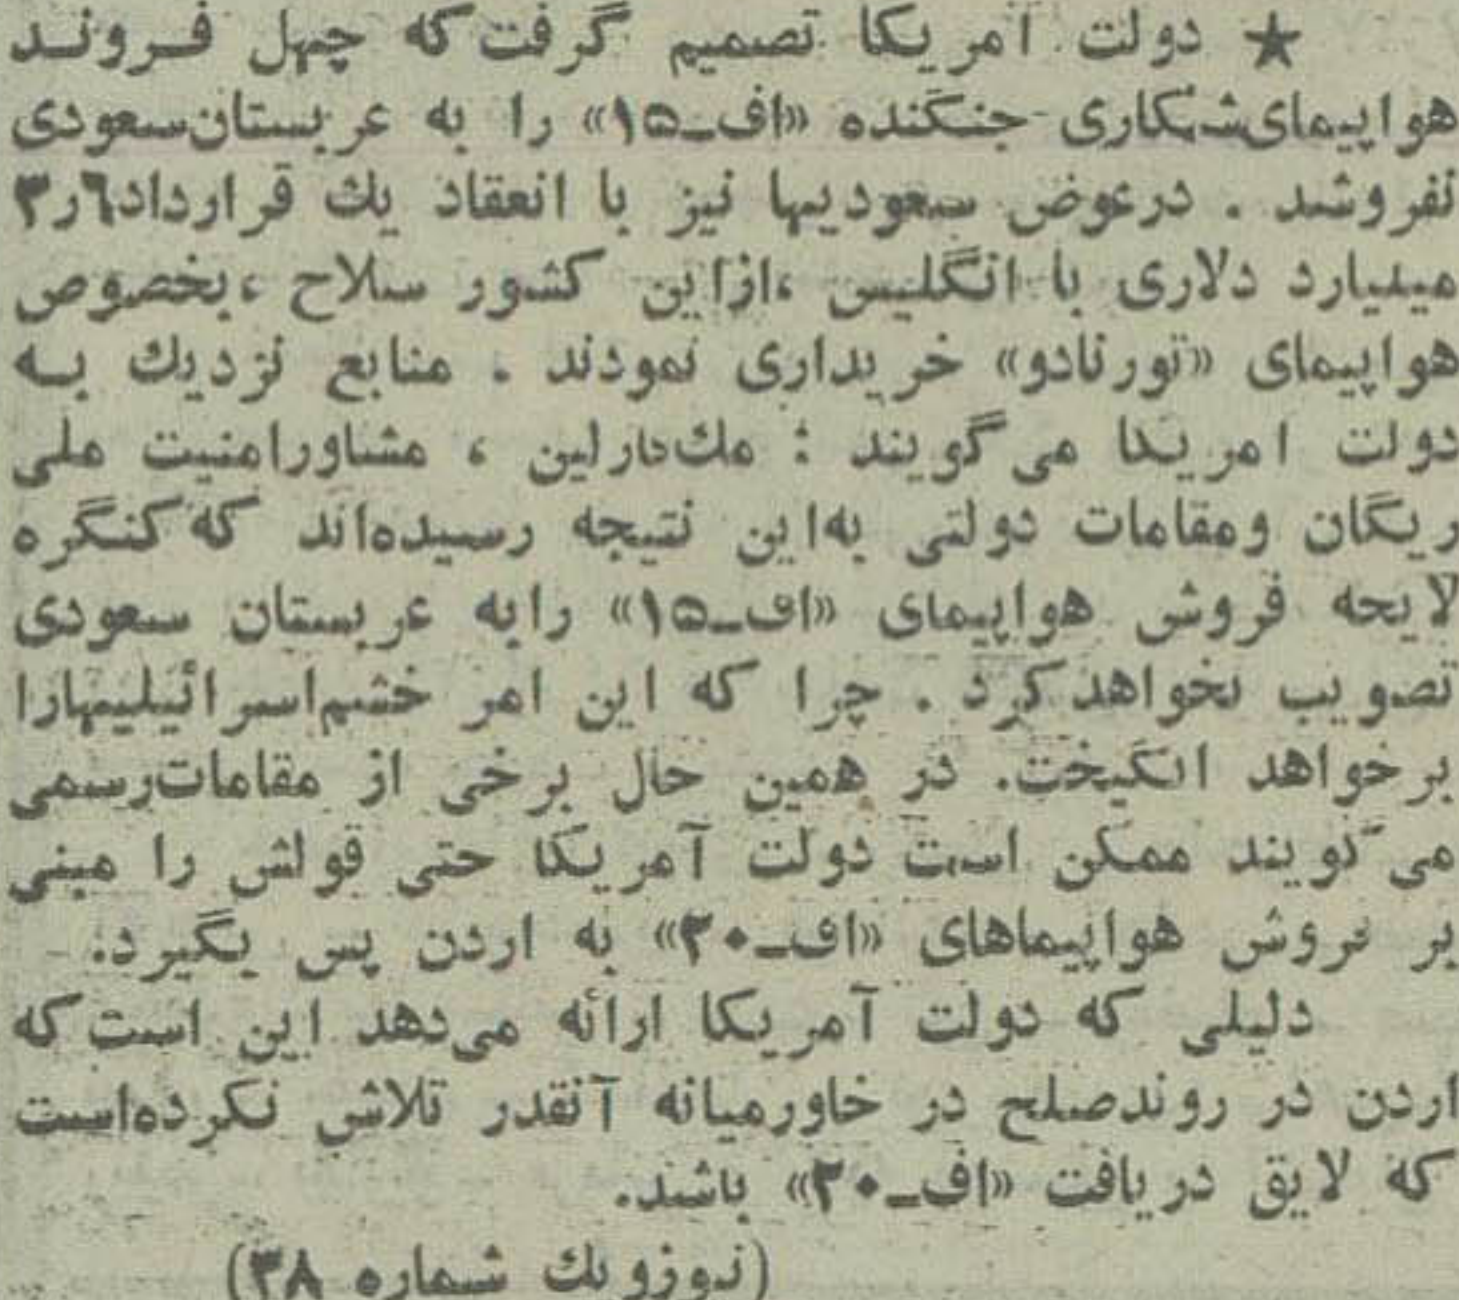 ★ دولت آمریکا تصمیم گرفت که چهل فـرونـد
هواپیمای‌شکاری جنگنده «اف–۱۵» را به عربستان‌سعودی
نفروشد . درعوض سعودیها نیز با انعقاد یك قرارداد۳ر۶
میلیارد دلاری با انگلیس ،ازاین کشور سلاح ،بخصوص
هواپیمای «تورنادو» خریداری نمودند . منابع نزدیك بـه
دولت امریکا می گویند : مك‌فارلین ، مشاورامنیت ملی
ریگان ومقامات دولتی به‌این نتیجه رسیده‌اند که کنگره
لایحه فروش هواپیمای «اف–۱۵» رابه عربستان سعودی
تصویب نخواهدکرد . چرا که این امر خشم‌اسرائیلیهارا
برخواهد انگیخت. در همین حال برخی از مقامات‌رسمی
می گویند ممکن است دولت آمریکا حتی قولش را مبنی
بر فروش هواپیماهای «اف–۲۰» به اردن پس بگیرد.
دلیلی که دولت آمریکا ارائه می‌دهد این است که
اردن در روندصلح در خاورمیانه آنقدر تلاش نکرده‌است
که لایق دریافت «اف–۲۰» باشد.
(نیوزویك شماره ۳۸)